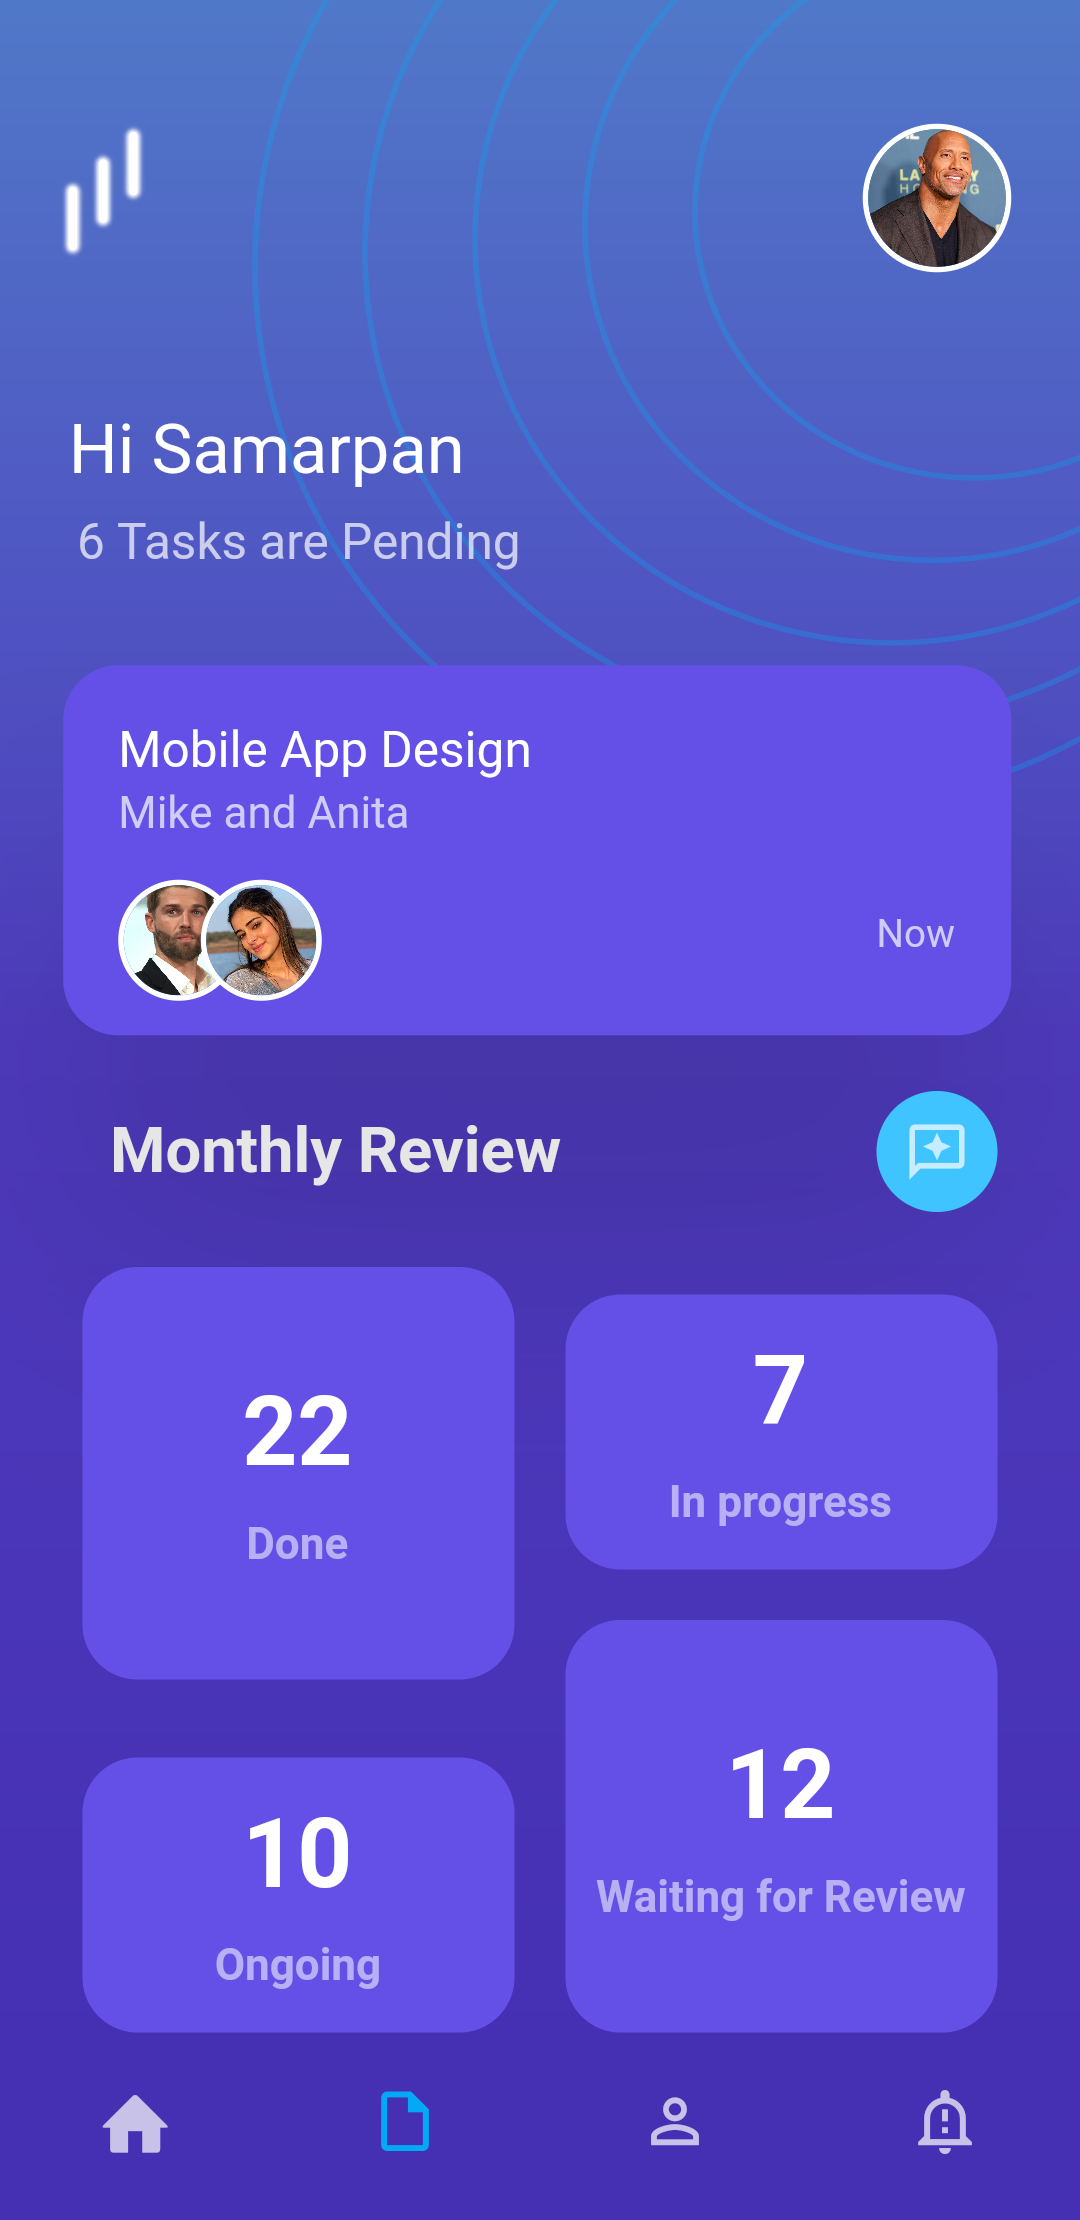 Hi Samarpan
6 Tasks are Pending
Mobile App Design
Mike and Anita
Now
Monthly Review
22
Done
7
In progress
10
Ongoing
12
Waiting for Review